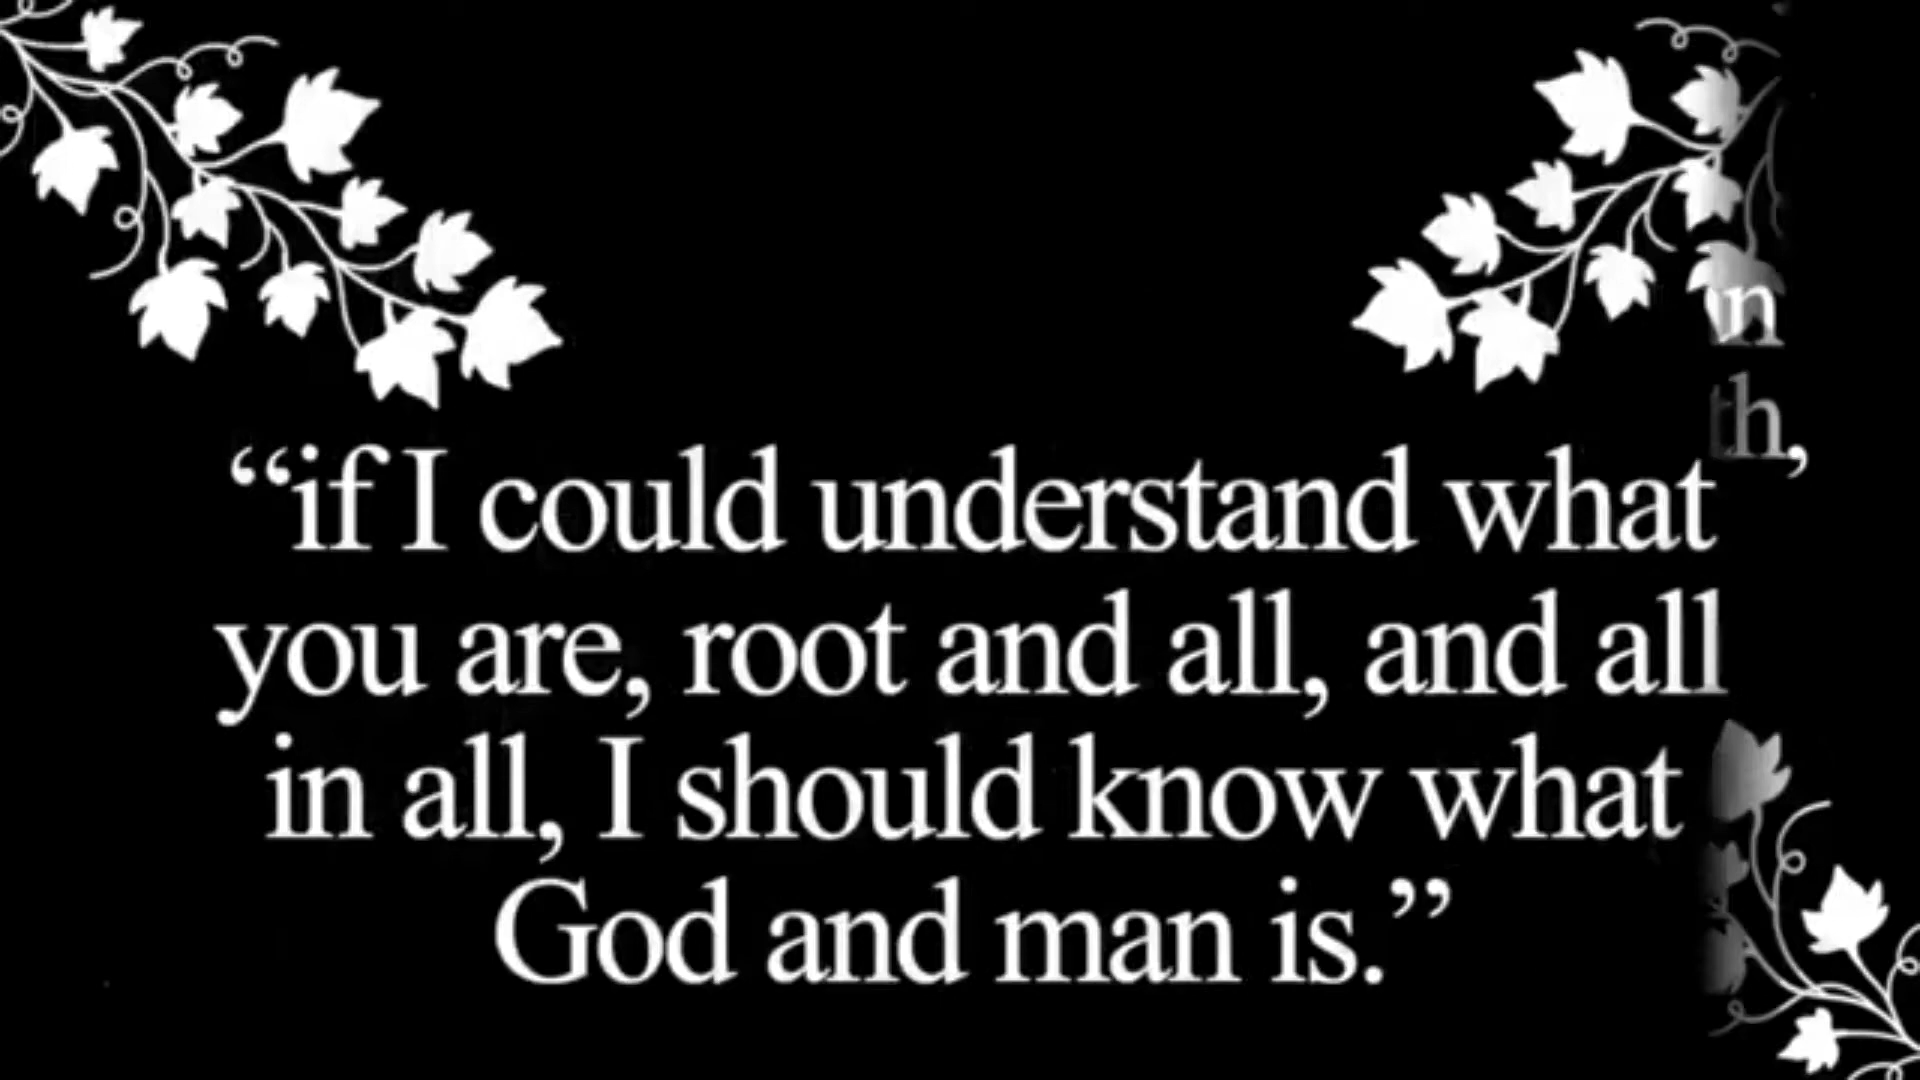 n
th,
“if I could understand what
you are, root and all, and all
in all, I should know what
God and man is.”